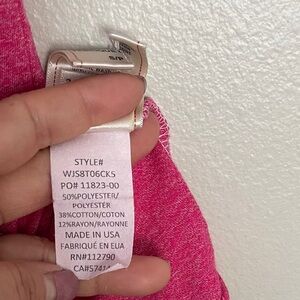 S/P
STYLE#
WJS8T06CK5
PO# 11823-00
50%POLYESTER/
POLYESTER
38%COTTON/COTON
12%RAYON/RAYONNE
MADE IN USA
FABRIQUÉ EN EUA
RN#112790